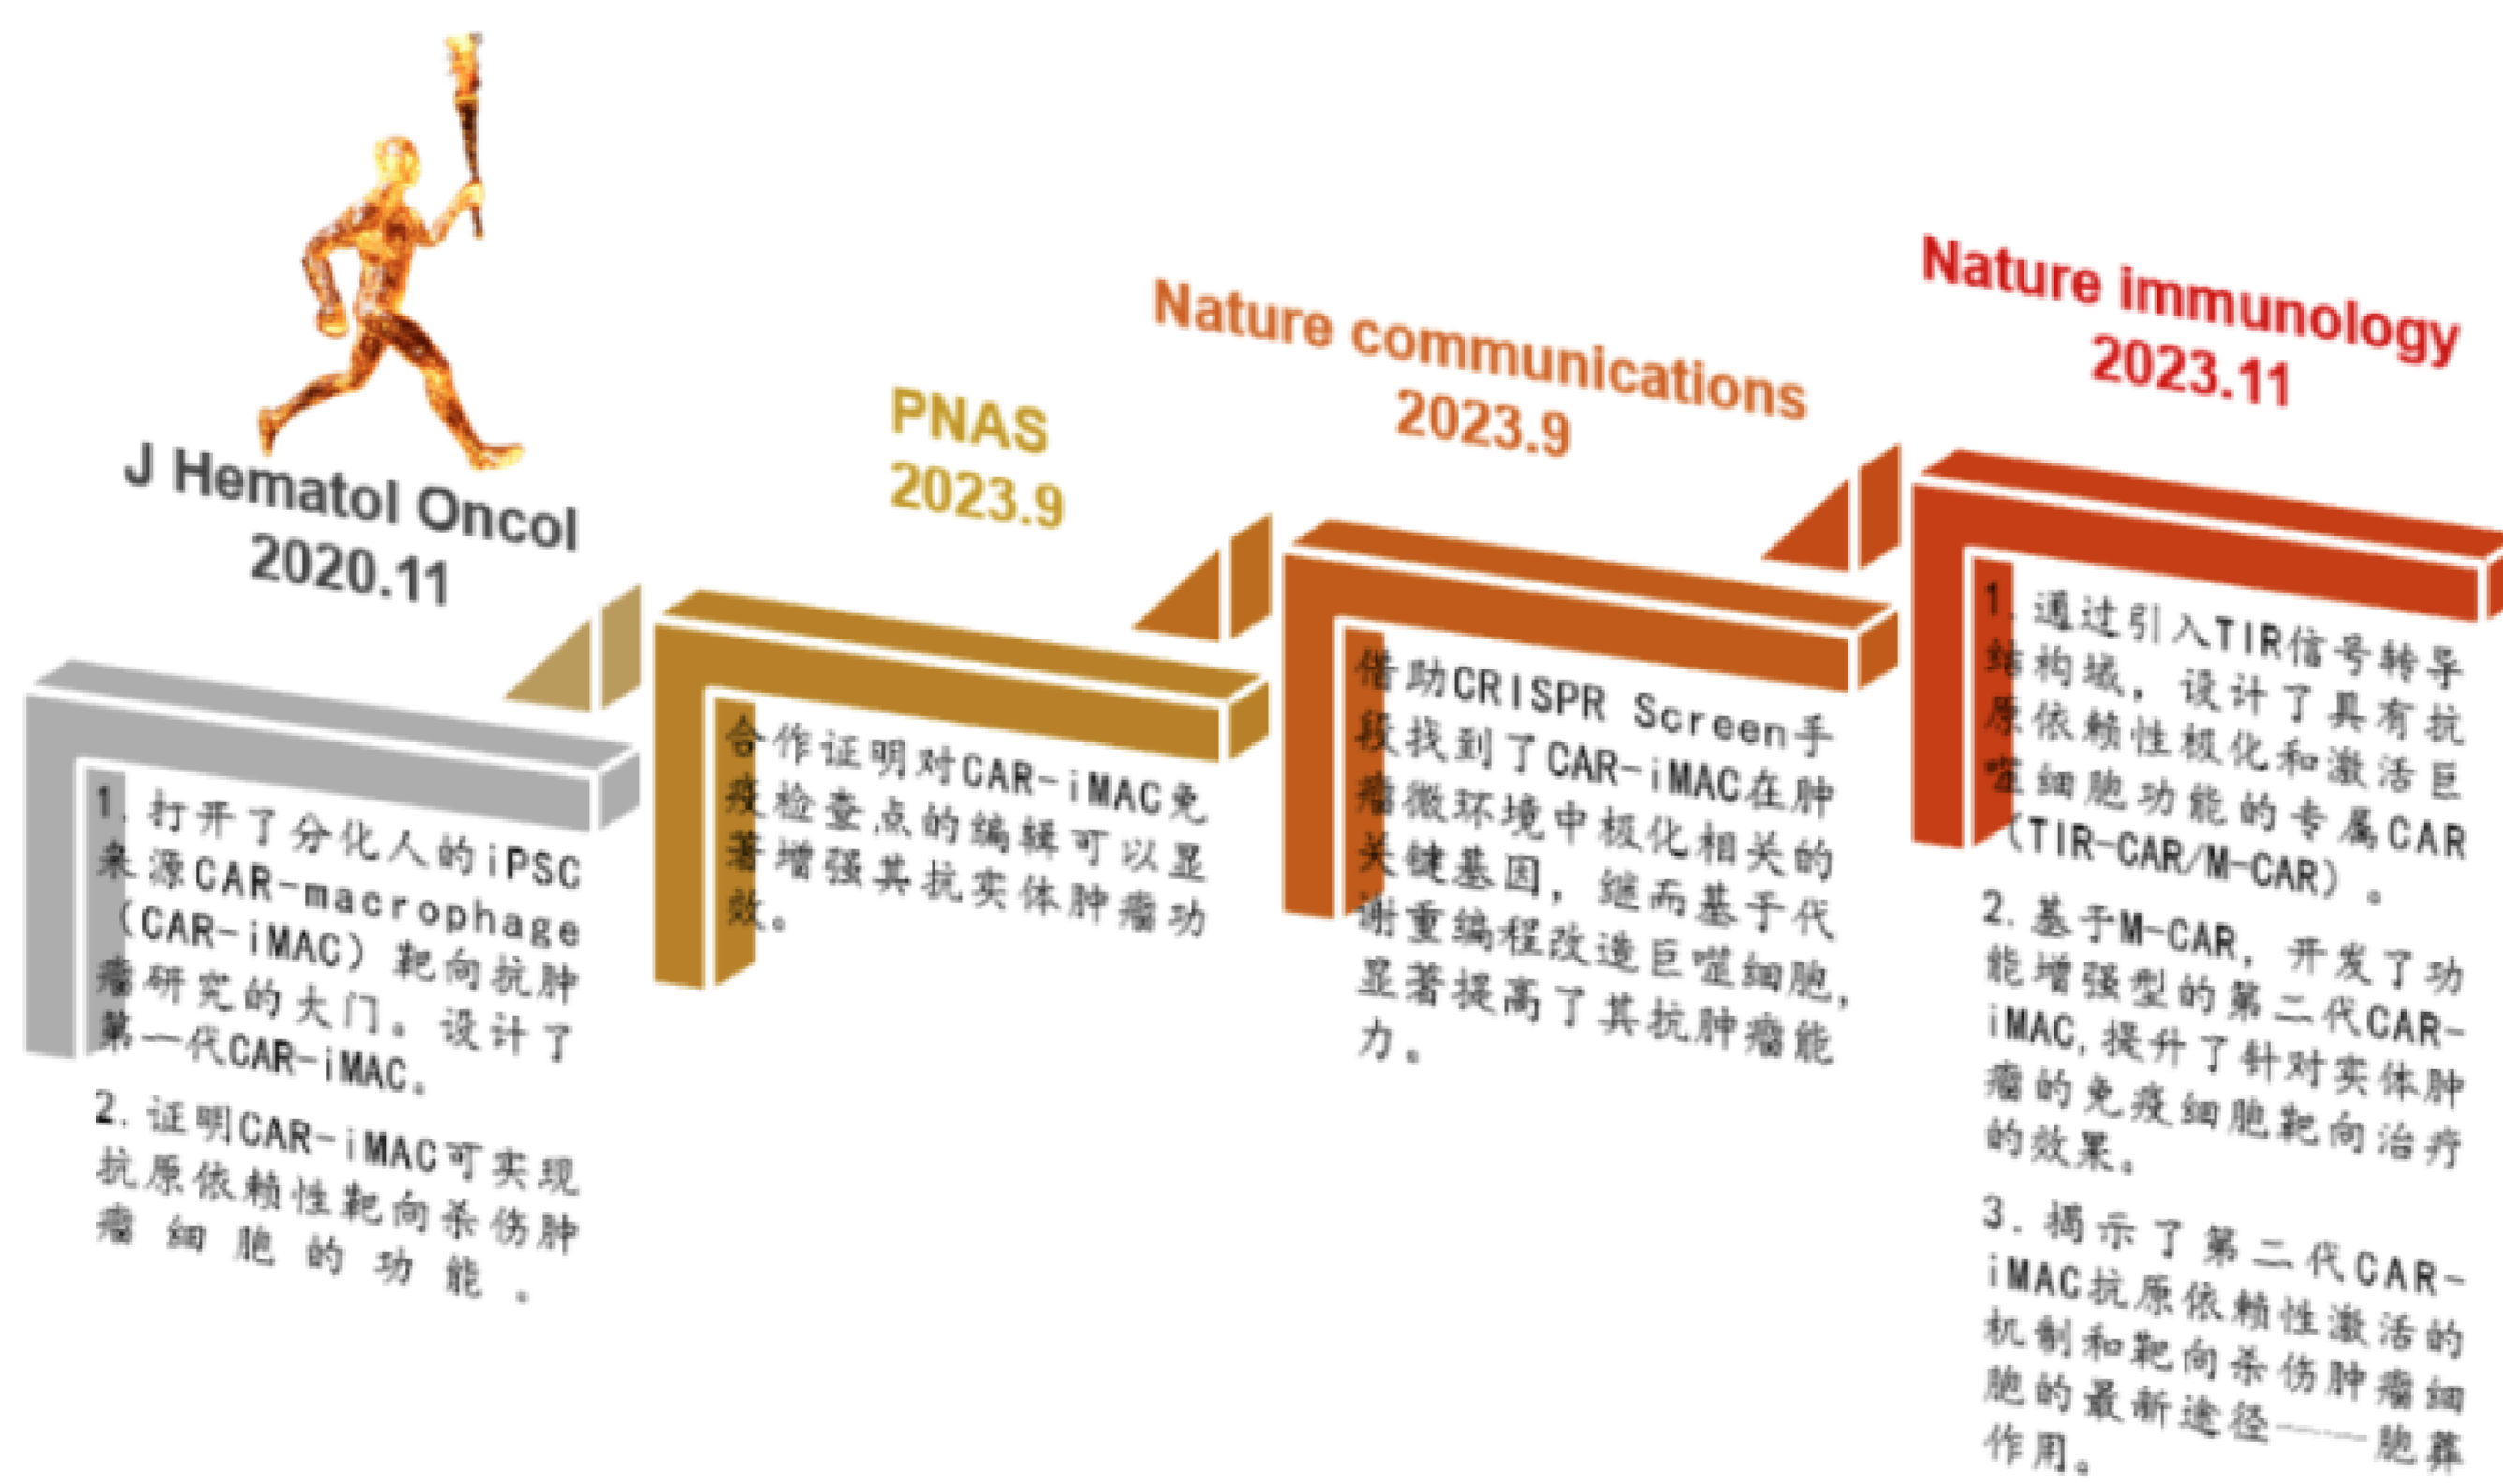 J Hematol Oncol
2020.11
1. 打开了分化人的iPSC
来源CAR-macrophage
（CAR-iMAC）靶向抗肿
瘤研究的大门。设计了
第一代CAR-iMAC。
2. 证明CAR-iMAC可实现
抗原依赖性靶向杀伤肿
瘤细胞的功能。
PNAS
2023.9
合作证明对CAR-iMAC免
疫检查点的编辑可以显
著增强其抗实体肿瘤功
效。
Nature communications
2023.9
借助CRISPR Screen手
段找到了CAR-iMAC在肿
瘤微环境中极化相关的
关键基因，继而基于代
谢重编程改造巨噬细胞，
显著提高了其抗肿瘤能
力。
Nature immunology
2023.11
1. 通过引入TIR信号转导
结构域，设计了具有抗
原依赖性极化和激活巨
噬细胞功能的专属CAR
（TIR-CAR/M-CAR）。
2. 基于M-CAR，开发了功
能增强型的第二代CAR-
iMAC,提升了针对实体肿
瘤的免疫细胞靶向治疗
的效果。
3. 揭示了第二代CAR-
iMAC抗原依赖性激活的
机制和靶向杀伤肿瘤细
胞的最新途径——胞葬
作用。